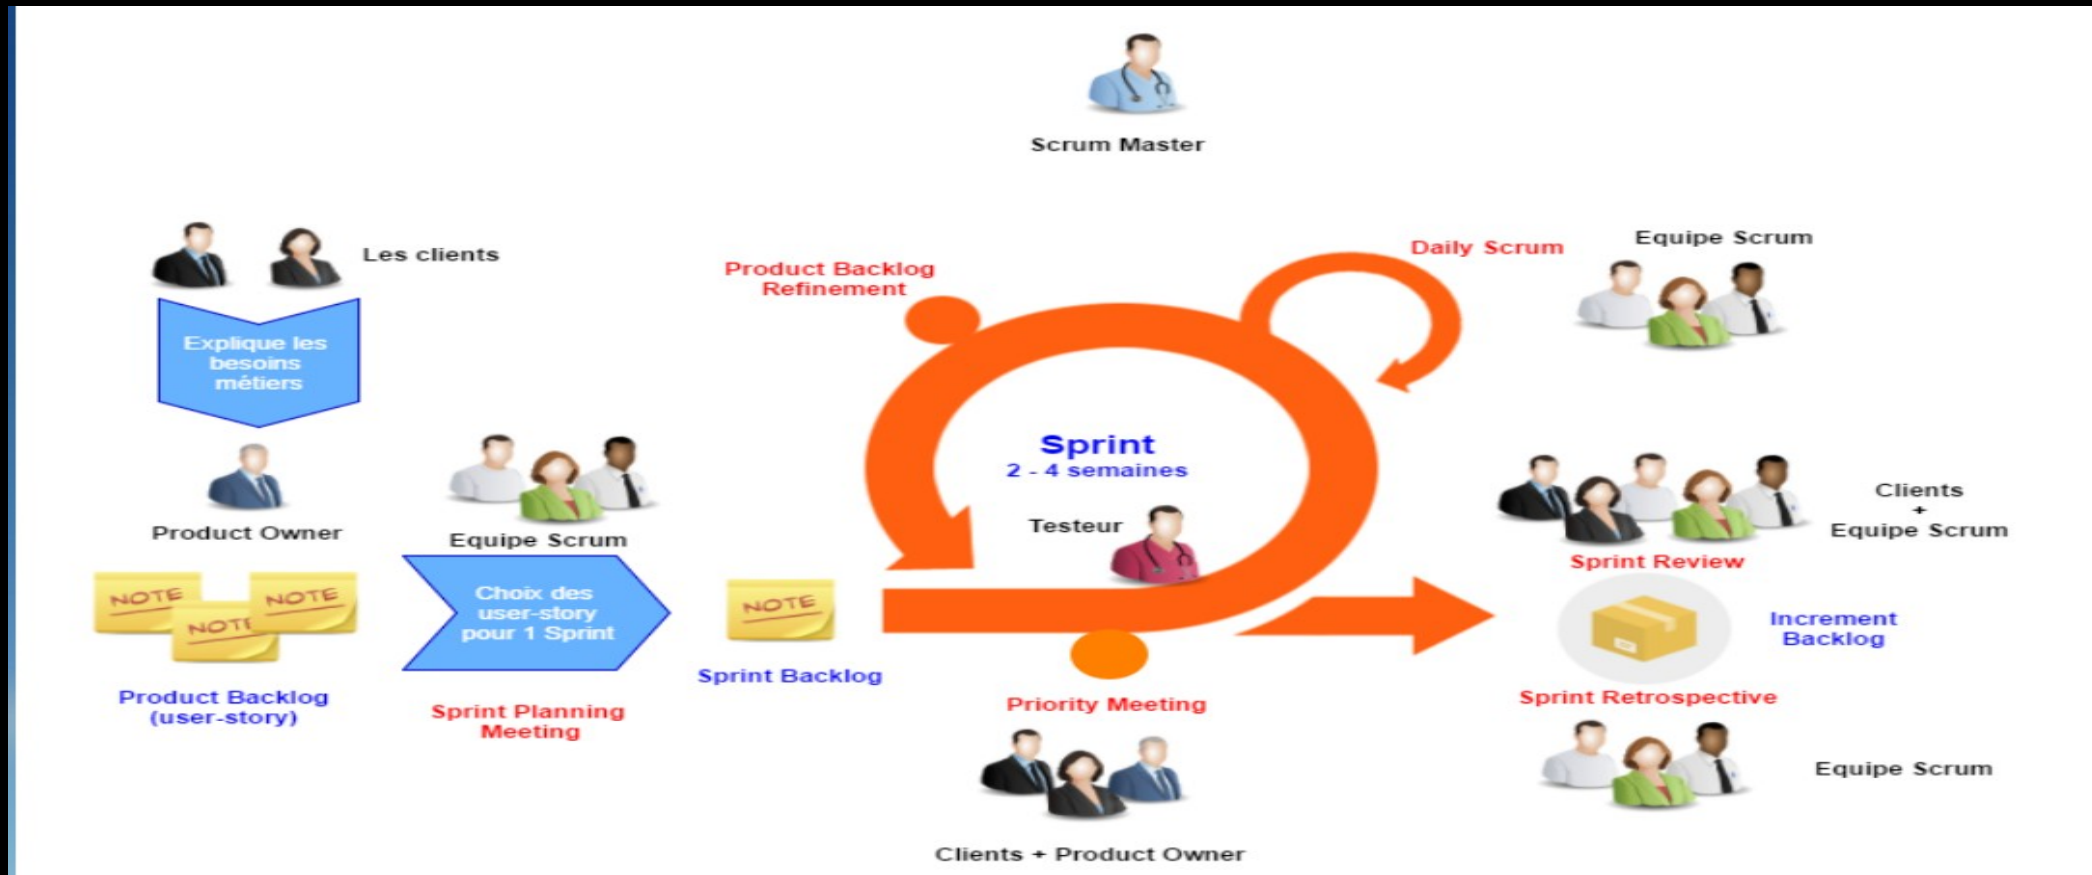 Scrum Master
Les clients
Explique les
besoins
métiers
Product Owner
NOTE
NOTE
NOTE
Product Backlog
(user-story)
Equipe Scrum
Choix des
user-story
pour 1 Sprint
Sprint Planning
Meeting
NOTE
Sprint Backlog
Product Backlog
Refinement
Sprint
2 - 4 semaines
Testeur
Priority Meeting
Clients + Product Owner
Daily Scrum
Equipe Scrum
Clients
+
Equipe Scrum
Sprint Review
Increment
Backlog
Sprint Retrospective
Equipe Scrum